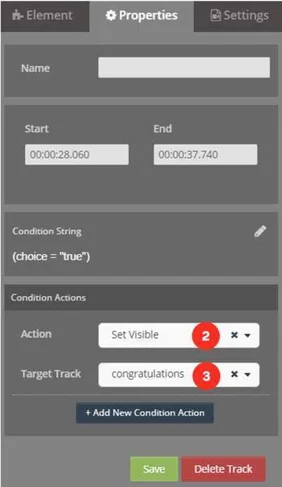 Element Properties Settings
Name
Start End
00:00:28.060 00:00:37.740
Condition String
(choice = "true")
Condition Actions
Action Set Visible 2
Target Track congratulations 3
+ Add New Condition Action
Save Delete Track